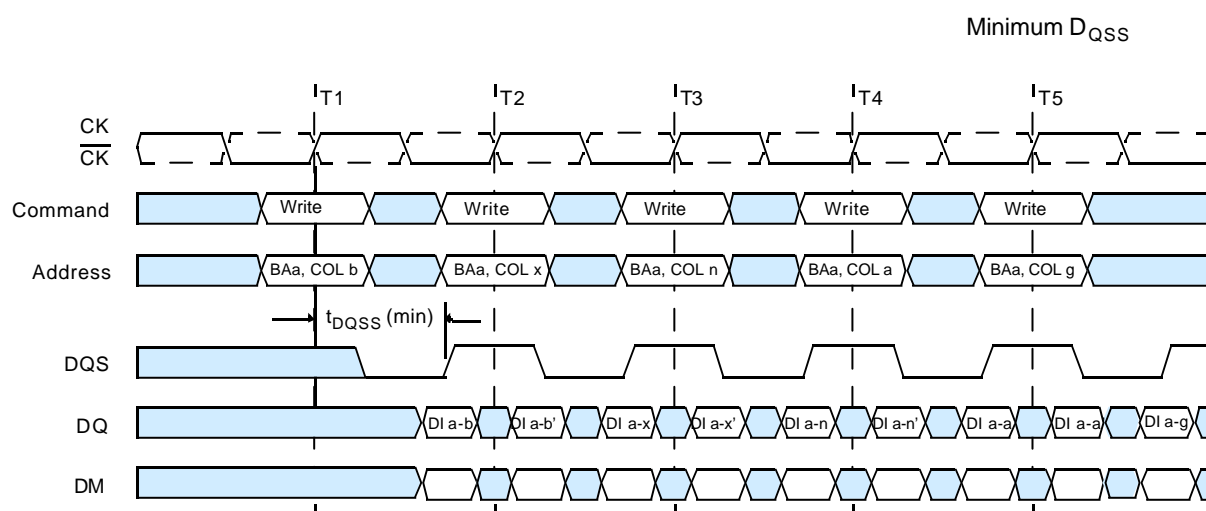 Minimum DQSS
T1 T2 T3 T4 T5
CK
CK
Command Write Write Write Write Write
Address BAa, COL b BAa, COL x BAa, COL n BAa, COL a BAa, COL g
tDQSS (min)
DQS
DQ DI a-b DI a-b' DI a-x DI a-x' DI a-n DI a-n' DI a-a DI a-a DI a-g
DM